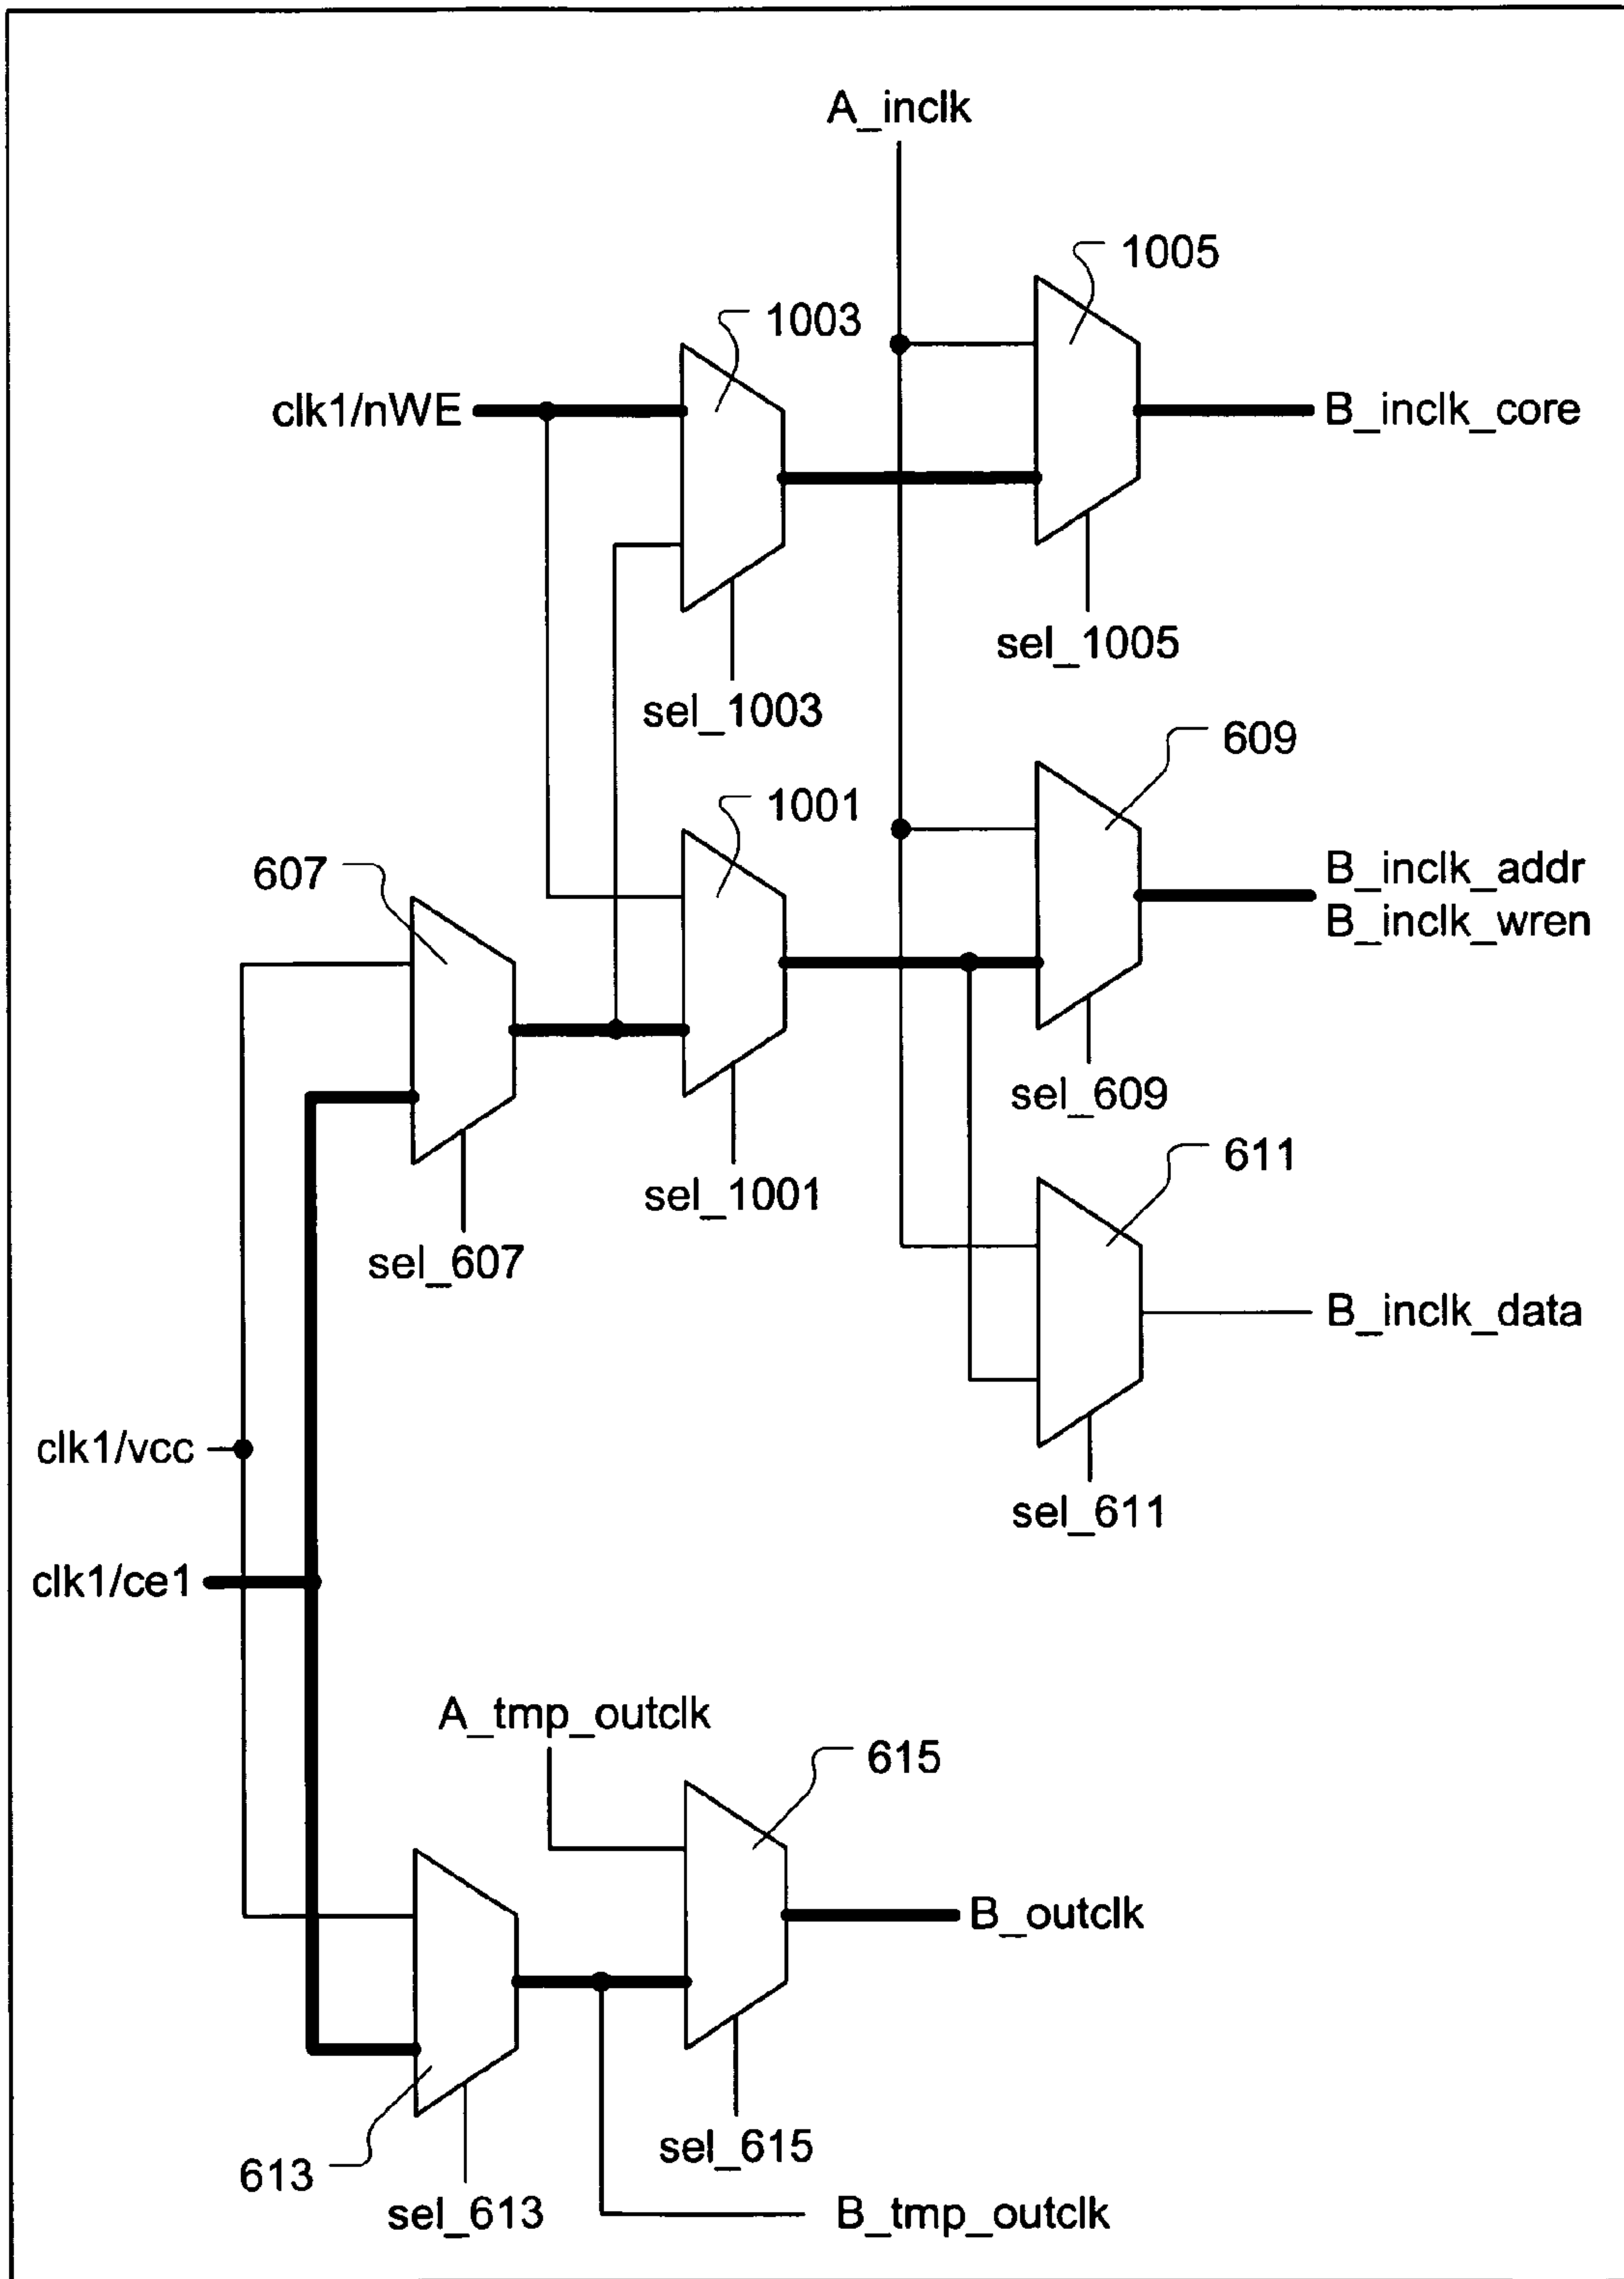 A_inclk
1005
1003
clk1/nWE
B_inclk_core
sel_1005
sel_1003
609
1001
607
B_inclk_addr
B_inclk_wren
sel_609
611
sel_1001
sel_607
B_inclk_data
clk1/vcc
sel_611
clk1/ce1
A_tmp_outclk
615
B_outclk
sel_615
613
sel_613
B_tmp_outclk